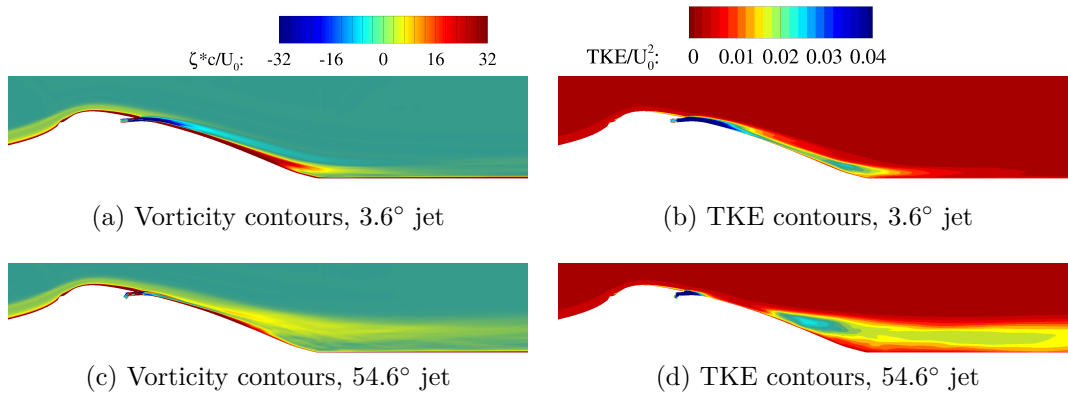 ζ*c/U₀: -32 -16 0 16 32
TKE/U₀²: 0 0.01 0.02 0.03 0.04
(a) Vorticity contours, 3.6° jet
(b) TKE contours, 3.6° jet
(c) Vorticity contours, 54.6° jet
(d) TKE contours, 54.6° jet